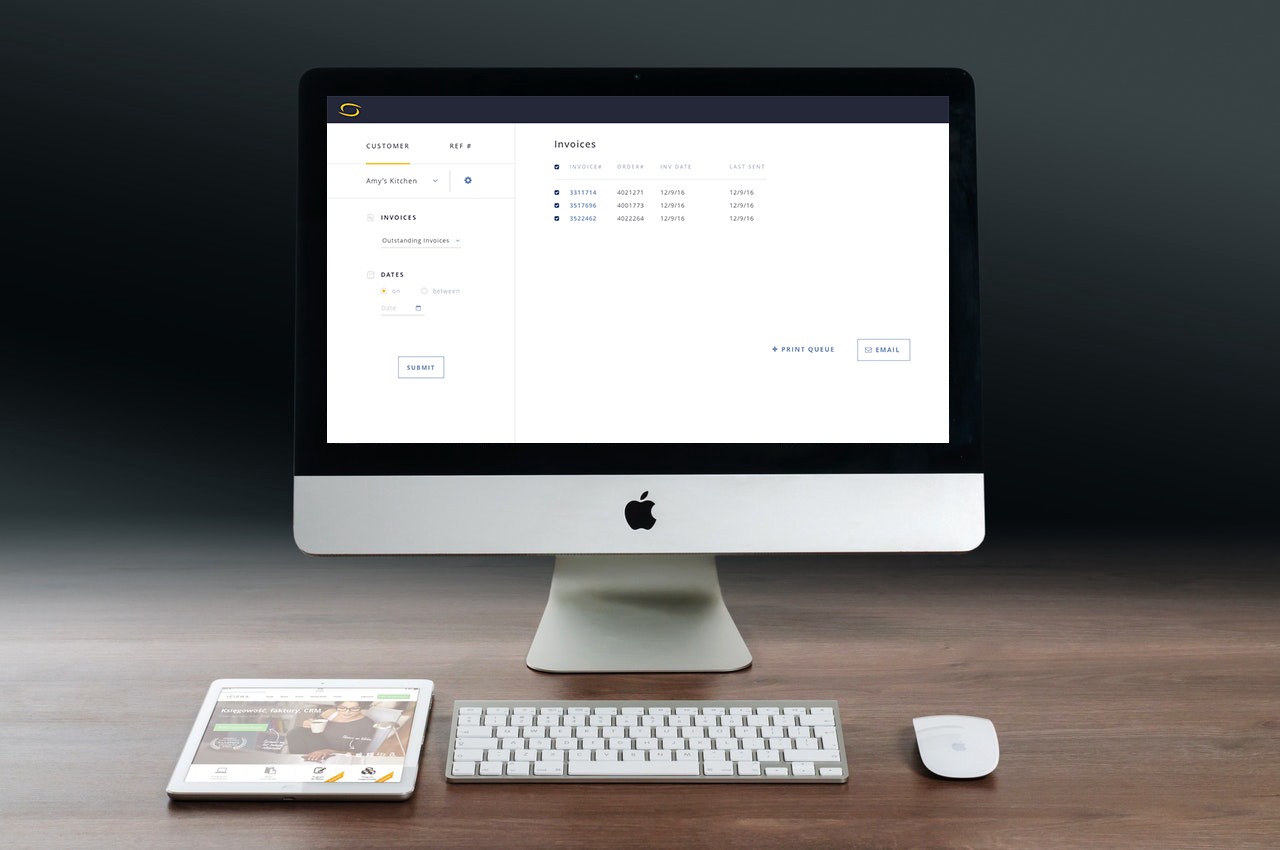 CUSTOMER REF #
Amy's Kitchen
INVOICES
Outstanding Invoices
DATES
on between
Date
SUBMIT
Invoices
INVOICE# ORDER# INV DATE LAST SENT
3311714 4021271 12/9/16 12/9/16
3517696 4001773 12/9/16 12/9/16
3522462 4022264 12/9/16 12/9/16
+ PRINT QUEUE EMAIL
Księgowość, faktury, CRM